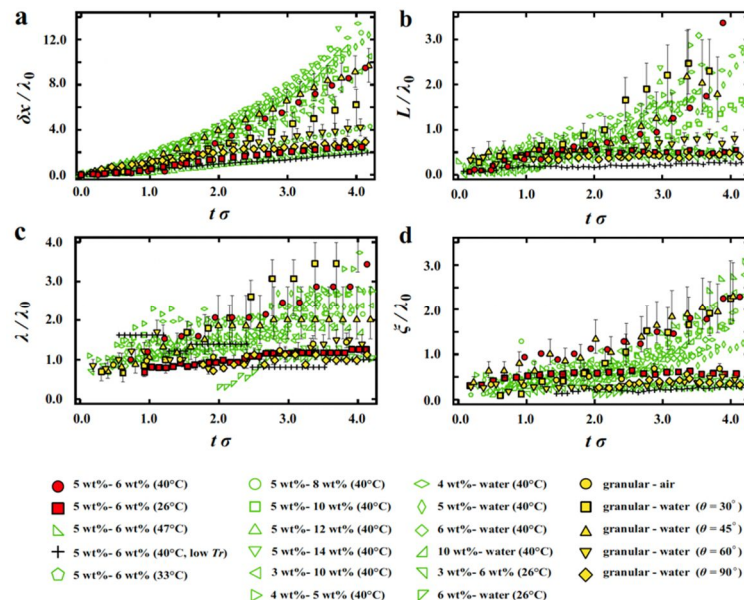 a
b
δx / λ0
L / λ0
12.0
8.0
4.0
0.0
3.0
2.0
1.0
0.0
0.0 1.0 2.0 3.0 4.0
0.0 1.0 2.0 3.0 4.0
t σ
t σ
c
d
λ / λ0
ξ / λ0
4.0
3.0
2.0
1.0
0.0
3.0
2.0
1.0
0.0
0.0 1.0 2.0 3.0 4.0
0.0 1.0 2.0 3.0 4.0
t σ
t σ
5 wt%- 6 wt% (40°C)
5 wt%- 6 wt% (26°C)
5 wt%- 6 wt% (47°C)
5 wt%- 6 wt% (40°C, low Tr)
5 wt%- 6 wt% (33°C)
5 wt%- 8 wt% (40°C)
5 wt%- 10 wt% (40°C)
5 wt%- 12 wt% (40°C)
5 wt%- 14 wt% (40°C)
3 wt%- 10 wt% (40°C)
4 wt%- 5 wt% (40°C)
4 wt%- water (40°C)
5 wt%- water (40°C)
6 wt%- water (40°C)
10 wt%- water (40°C)
3 wt%- 6 wt% (26°C)
6 wt%- water (26°C)
granular - air
granular - water (θ = 30°)
granular - water (θ = 45°)
granular - water (θ = 60°)
granular - water (θ = 90°)